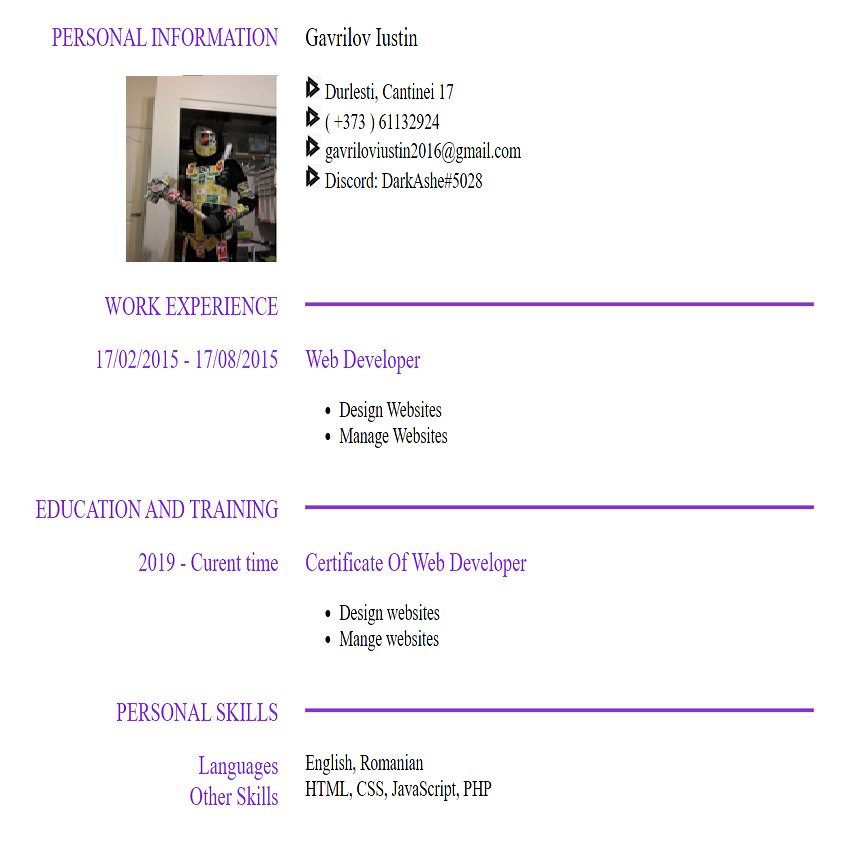 PERSONAL INFORMATION
Gavrilov Iustin
Durlesti, Cantinei 17
( +373 ) 61132924
gavriloviustin2016@gmail.com
Discord: DarkAshe#5028
WORK EXPERIENCE
17/02/2015 - 17/08/2015
Web Developer
• Design Websites
• Manage Websites
EDUCATION AND TRAINING
2019 - Curent time
Certificate Of Web Developer
• Design websites
• Mange websites
PERSONAL SKILLS
Languages
English, Romanian
Other Skills
HTML, CSS, JavaScript, PHP